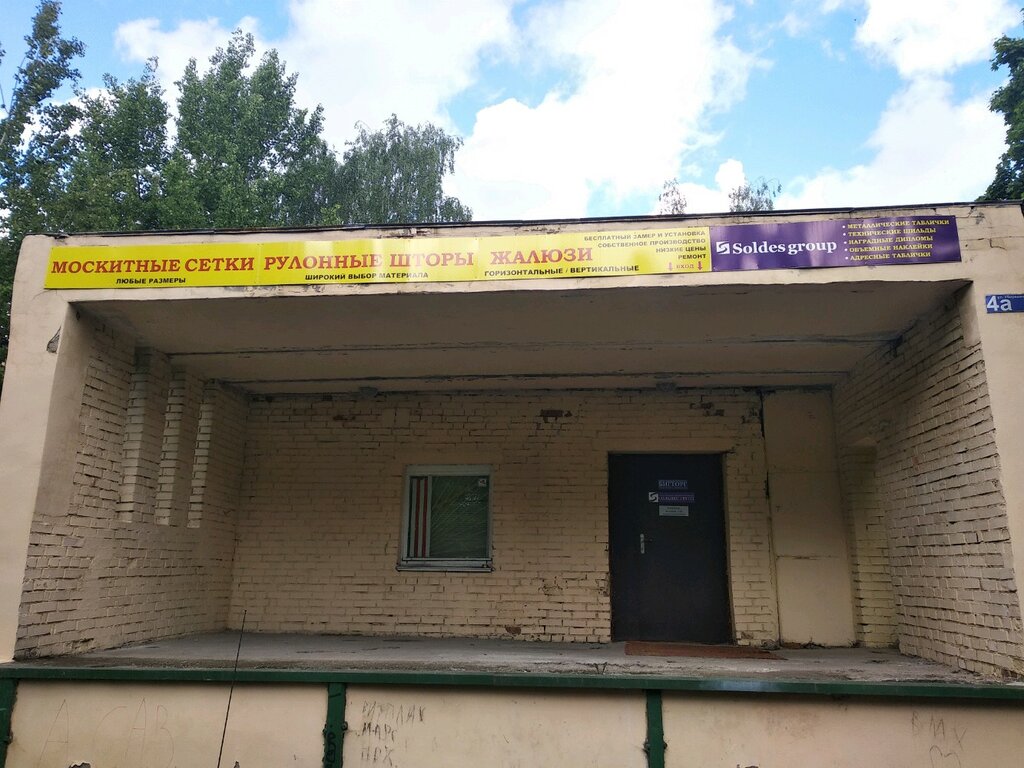 МОСКИТНЫЕ СЕТКИ РУЛОННЫЕ ШТОРЫ ЖАЛЮЗИ
ЛЮБЫЕ РАЗМЕРЫ
ШИРОКИЙ ВЫБОР МАТЕРИАЛА
ГОРИЗОНТАЛЬНЫЕ / ВЕРТИКАЛЬНЫЕ
БЕСПЛАТНЫЙ ЗАМЕР И УСТАНОВКА
СОБСТВЕННОЕ ПРОИЗВОДСТВО
НИЗКИЕ ЦЕНЫ
РЕМОНТ
↓ ВХОД ↓
Soldes group
• МЕТАЛЛИЧЕСКИЕ ТАБЛИЧКИ
• ТЕХНИЧЕСКИЕ ШИЛЬДЫ
• НАГРАДНЫЕ ДИПЛОМЫ
• ОБЪЕМНЫЕ НАКЛЕЙКИ
• АДРЕСНЫЕ ТАБЛИЧКИ
4а
БИГТОРГ